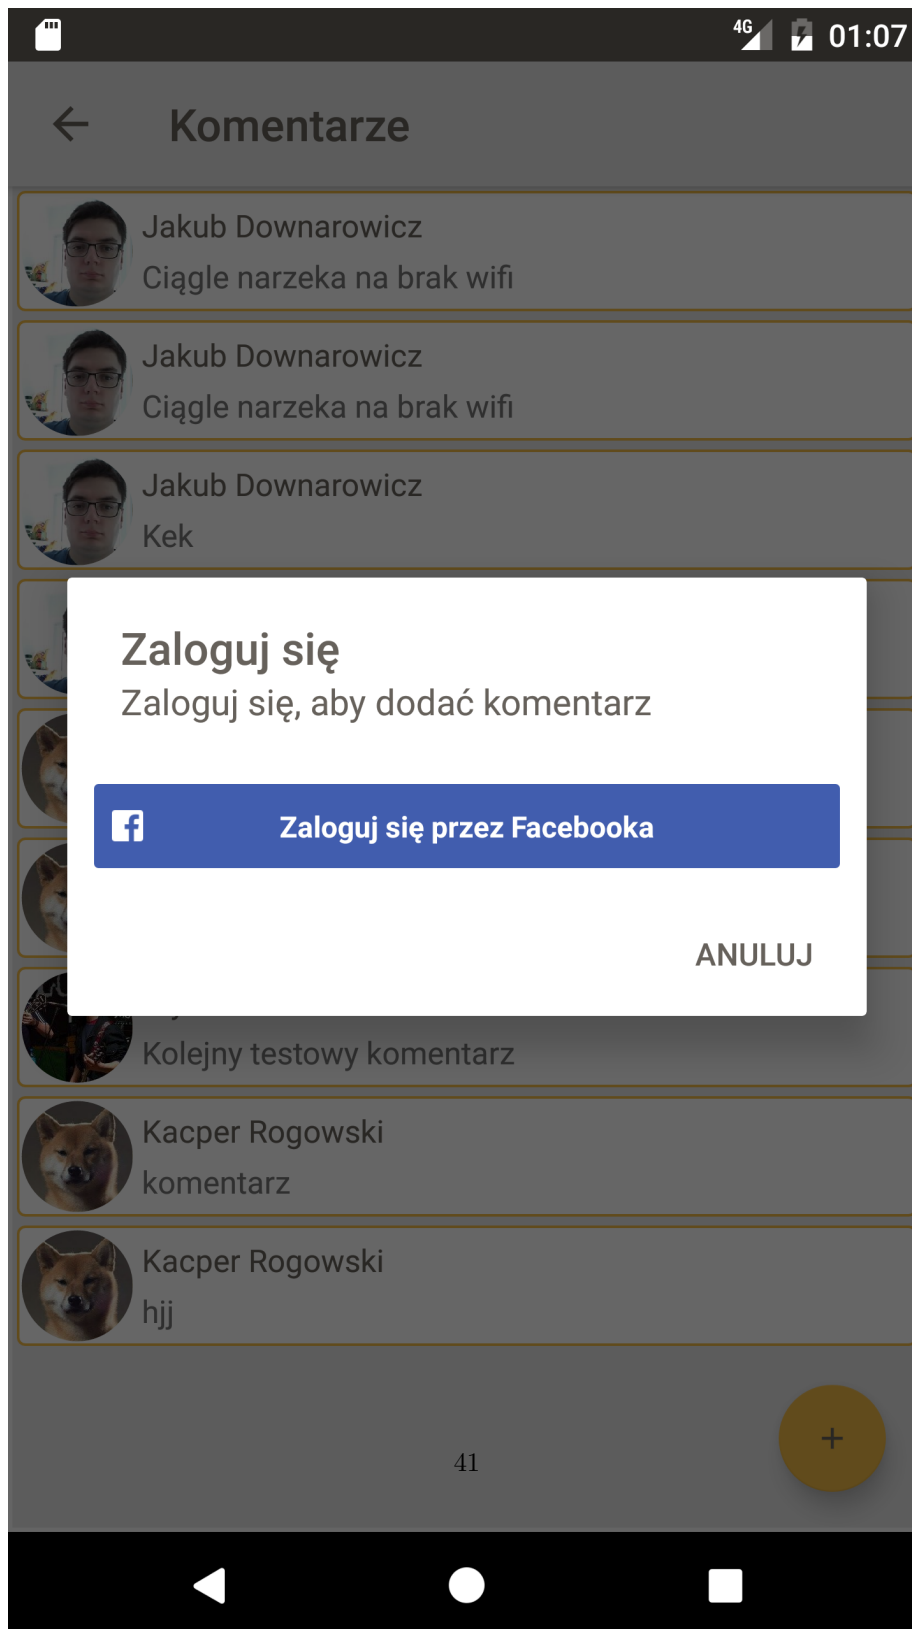 4G 01:07
Komentarze
Jakub Downarowicz
Ciągle narzeka na brak wifi
Jakub Downarowicz
Ciągle narzeka na brak wifi
Jakub Downarowicz
Kek
Zaloguj się
Zaloguj się, aby dodać komentarz
Zaloguj się przez Facebooka
ANULUJ
Kolejny testowy komentarz
Kacper Rogowski
komentarz
Kacper Rogowski
hjj
+
41